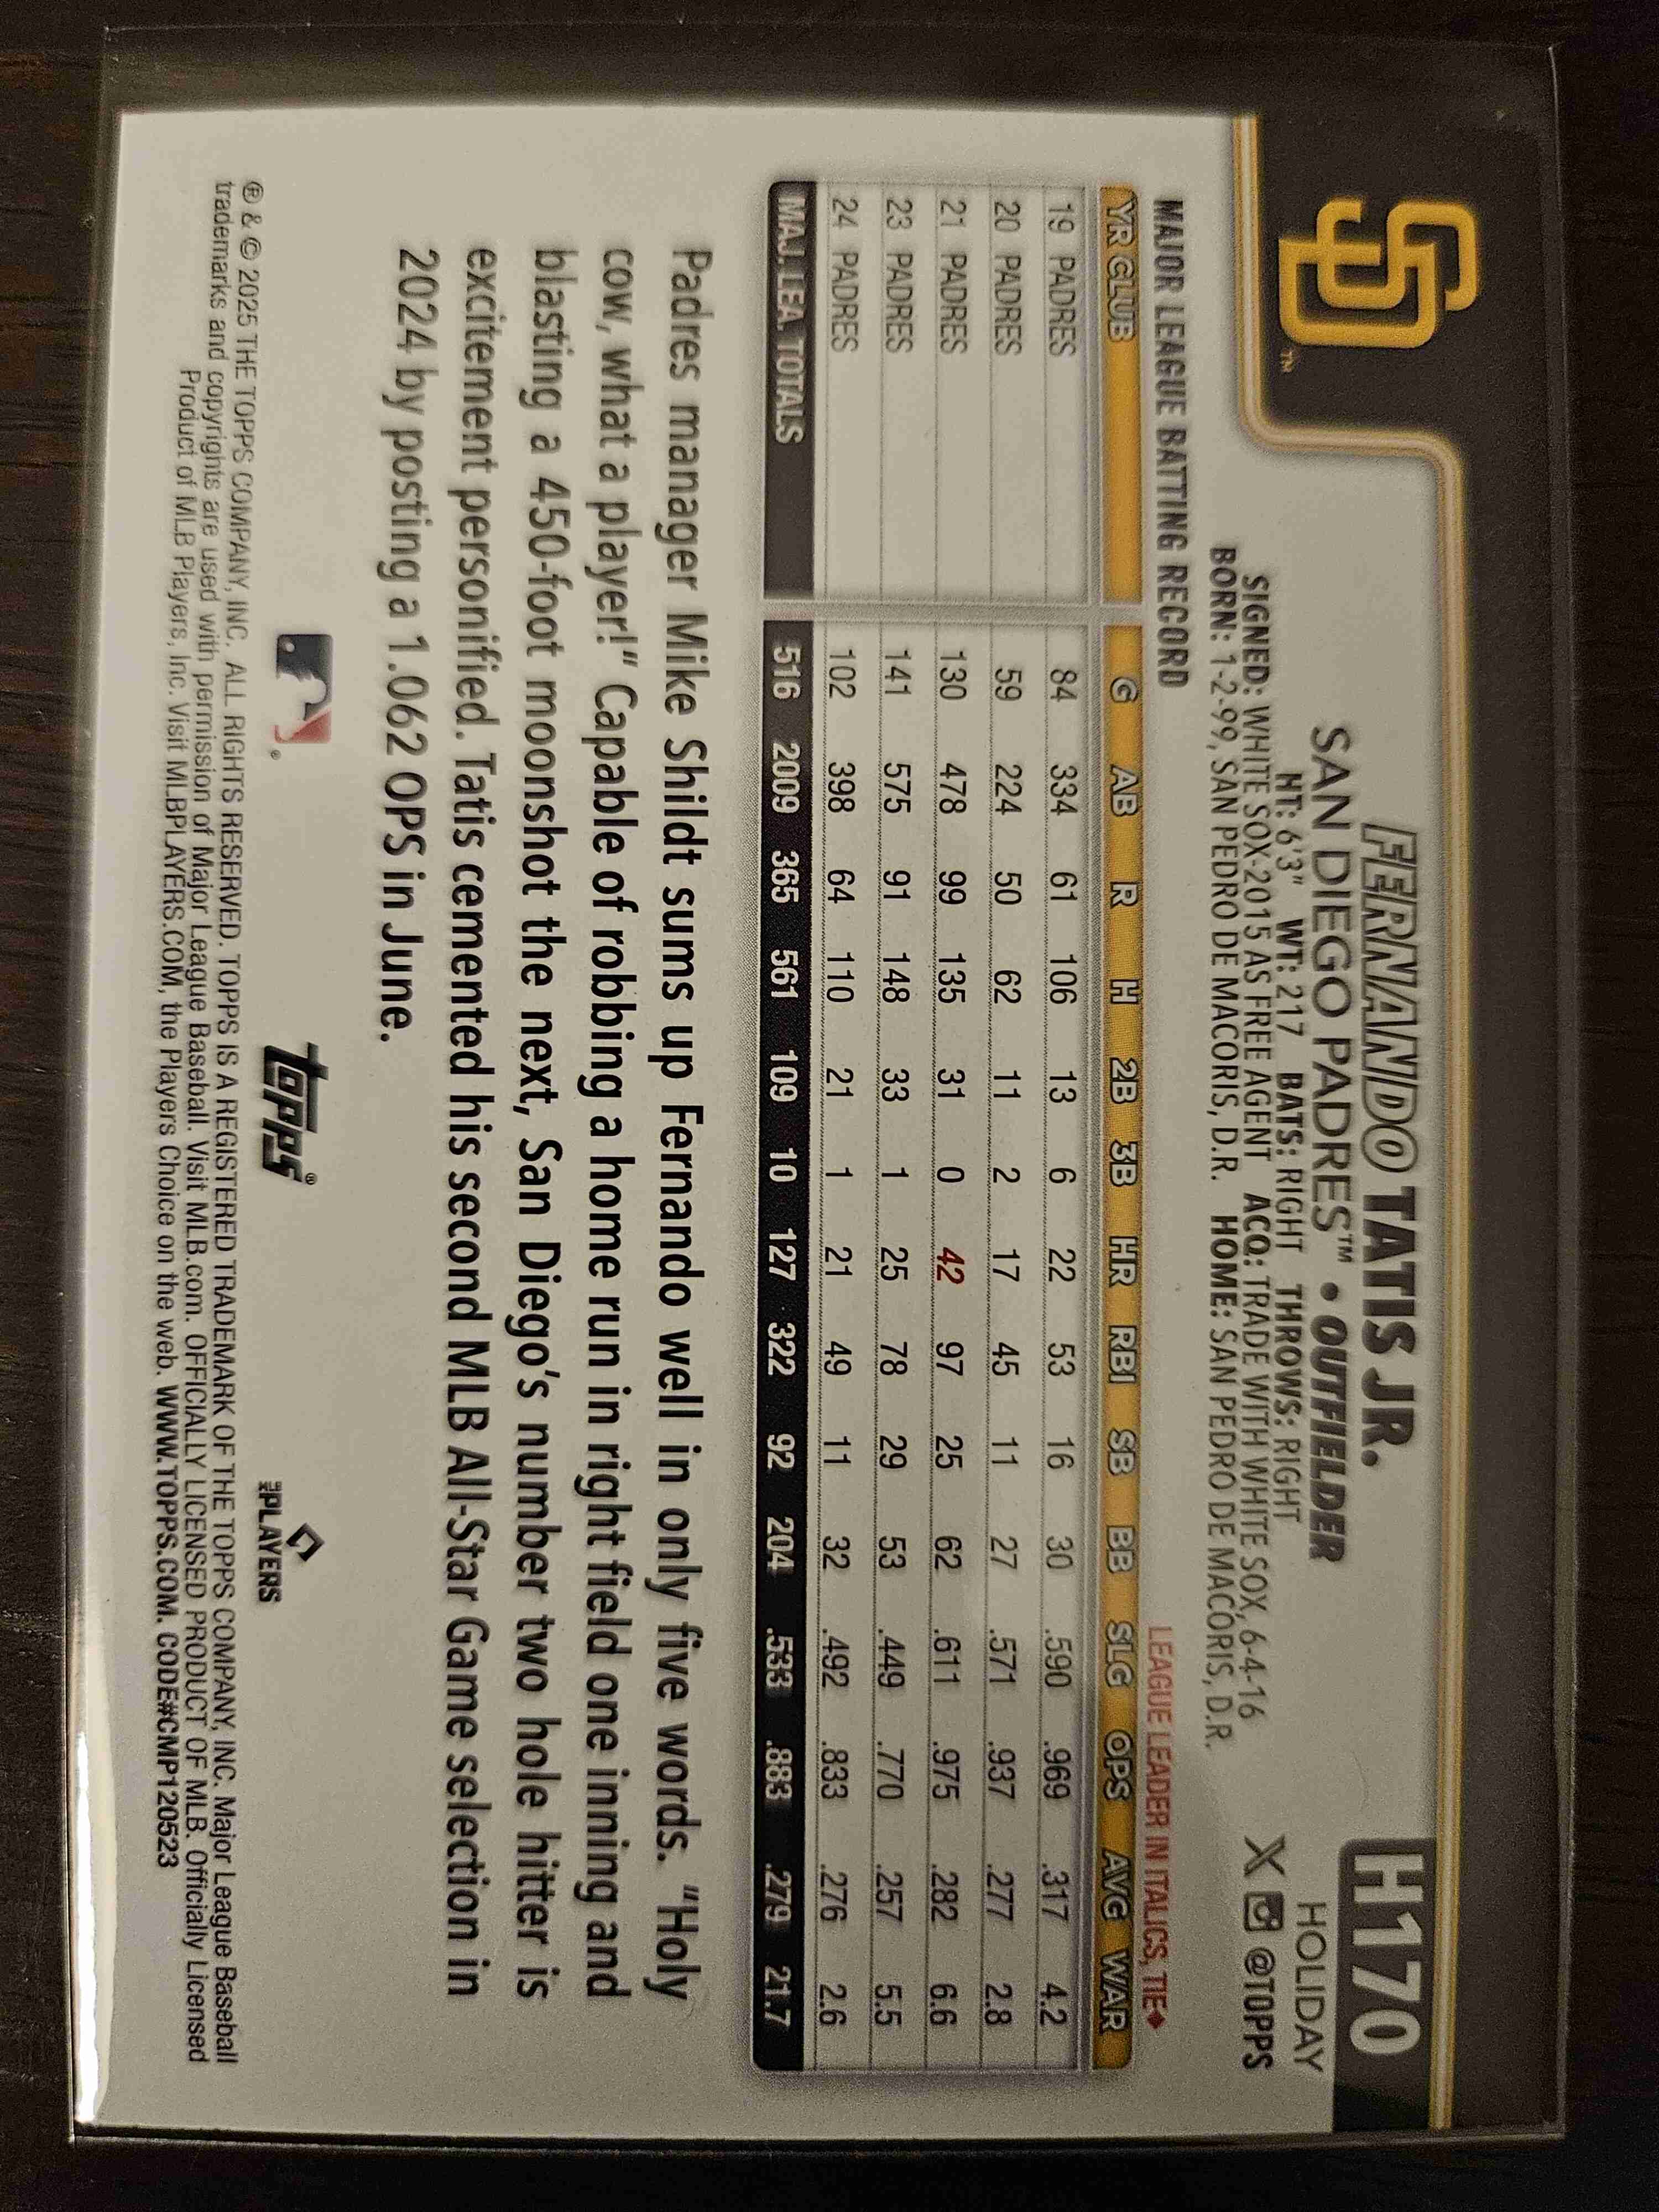 SD™
H170
HOLIDAY
X @TOPPS
FERNANDO TATIS JR.
SAN DIEGO PADRES™ • OUTFIELDER
HT: 6'3" WT: 217 BATS: RIGHT THROWS: RIGHT
SIGNED: WHITE SOX-2015 AS FREE AGENT ACQ: TRADE WITH WHITE SOX, 6-4-16
BORN: 1-2-99, SAN PEDRO DE MACORIS, D.R. HOME: SAN PEDRO DE MACORIS, D.R.
MAJOR LEAGUE BATTING RECORD LEAGUE LEADER IN ITALICS, TIE◆
YR CLUB G AB R H 2B 3B HR RBI SB BB SLG OPS AVG WAR
19 PADRES 84 334 61 106 13 6 22 53 16 30 .590 .969 .317 4.2
20 PADRES 59 224 50 62 11 2 17 45 11 27 .571 .937 .277 2.8
21 PADRES 130 478 99 135 31 0 42 97 25 62 .611 .975 .282 6.6
23 PADRES 141 575 91 148 33 1 25 78 29 53 .449 .770 .257 5.5
24 PADRES 102 398 64 110 21 1 21 49 11 32 .492 .833 .276 2.6
MAJ. LEA. TOTALS 516 2009 365 561 109 10 127 322 92 204 .533 .883 .279 21.7
Padres manager Mike Shildt sums up Fernando well in only five words. "Holy
cow, what a player!" Capable of robbing a home run in right field one inning and
blasting a 450-foot moonshot the next, San Diego's number two hole hitter is
excitement personified. Tatis cemented his second MLB All-Star Game selection in
2024 by posting a 1.062 OPS in June.
® topps® MLB PLAYERS
® & © 2025 THE TOPPS COMPANY, INC. ALL RIGHTS RESERVED. TOPPS IS A REGISTERED TRADEMARK OF THE TOPPS COMPANY, INC. Major League Baseball
trademarks and copyrights are used with permission of Major League Baseball. Visit MLB.com. OFFICIALLY LICENSED PRODUCT OF MLB. Officially Licensed
Product of MLB Players, Inc. Visit MLBPLAYERS.COM, the Players Choice on the web. WWW.TOPPS.COM. CODE#CMP120523